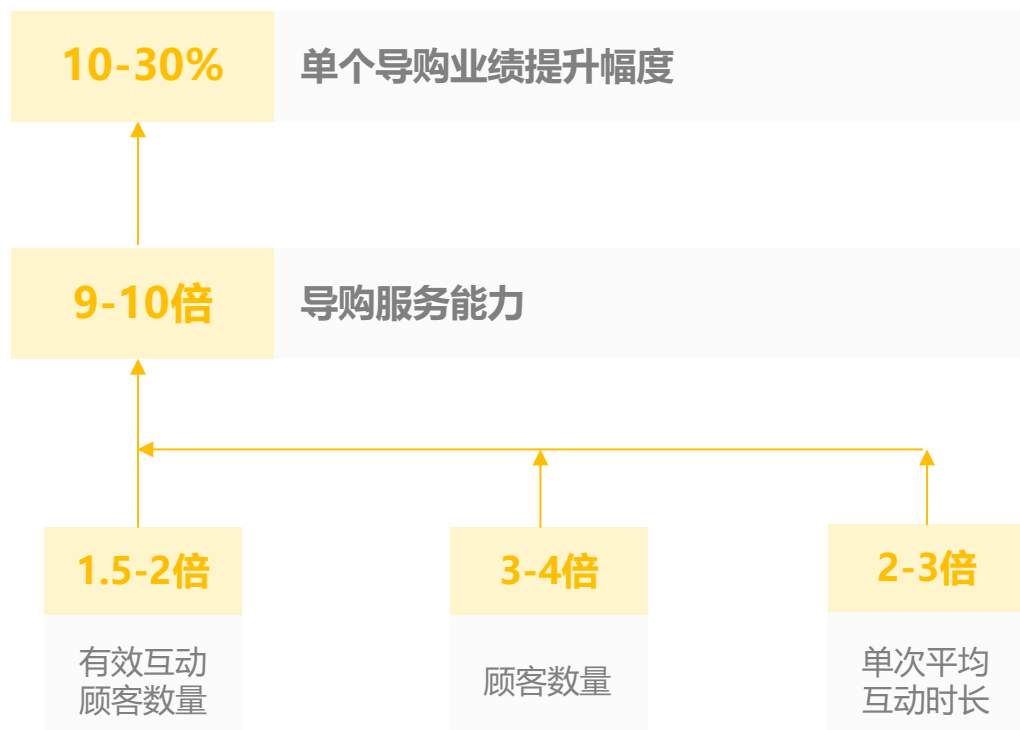 10-30%
单个导购业绩提升幅度
9-10倍
导购服务能力
1.5-2倍
3-4倍
2-3倍
有效互动
顾客数量
顾客数量
单次平均
互动时长